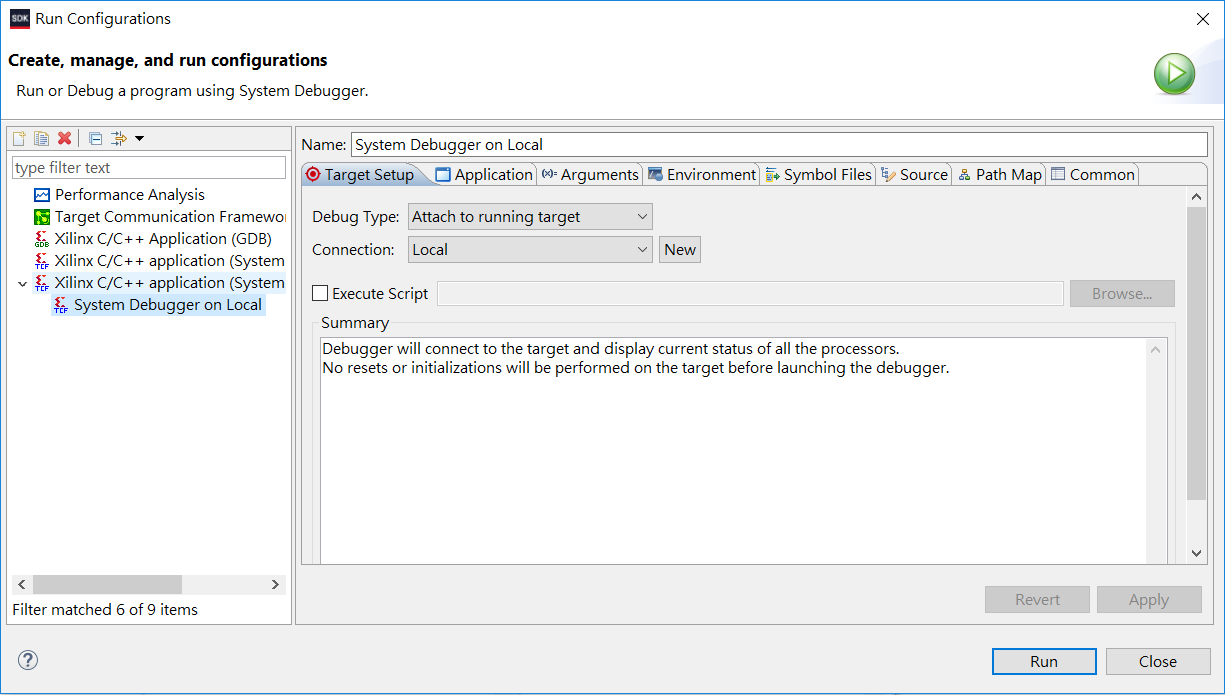 SDK Run Configurations
Create, manage, and run configurations
Run or Debug a program using System Debugger.
type filter text
Performance Analysis
Target Communication Framewor
GDB Xilinx C/C++ Application (GDB)
TCF Xilinx C/C++ application (System
TCF Xilinx C/C++ application (System
TCF System Debugger on Local
Filter matched 6 of 9 items
Name: System Debugger on Local
Target Setup Application (x)= Arguments Environment Symbol Files Source Path Map Common
Debug Type: Attach to running target
Connection: Local New
Execute Script Browse...
Summary
Debugger will connect to the target and display current status of all the processors.
No resets or initializations will be performed on the target before launching the debugger.
Revert Apply
? Run Close